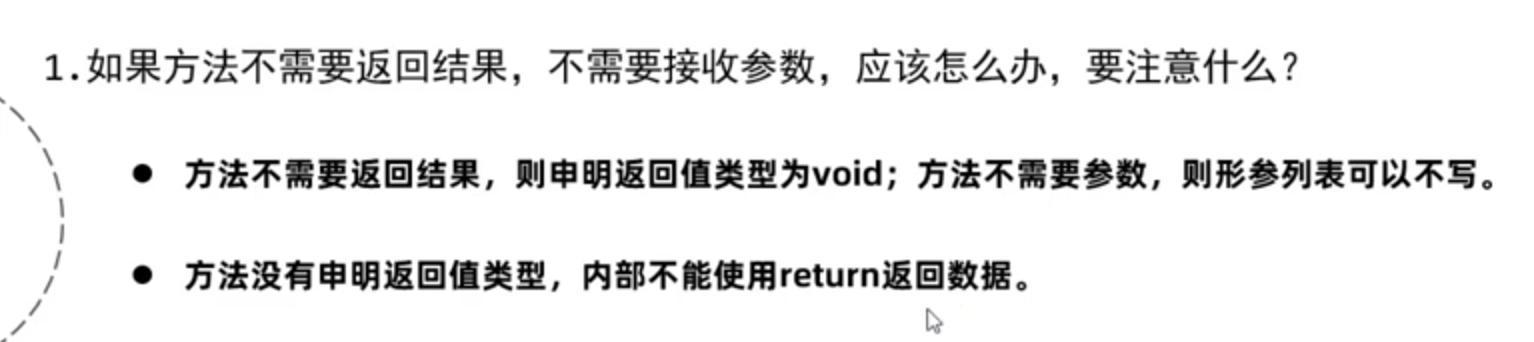 1.如果方法不需要返回结果，不需要接收参数，应该怎么办，要注意什么？
● 方法不需要返回结果，则申明返回值类型为void；方法不需要参数，则形参列表可以不写。
● 方法没有申明返回值类型，内部不能使用return返回数据。